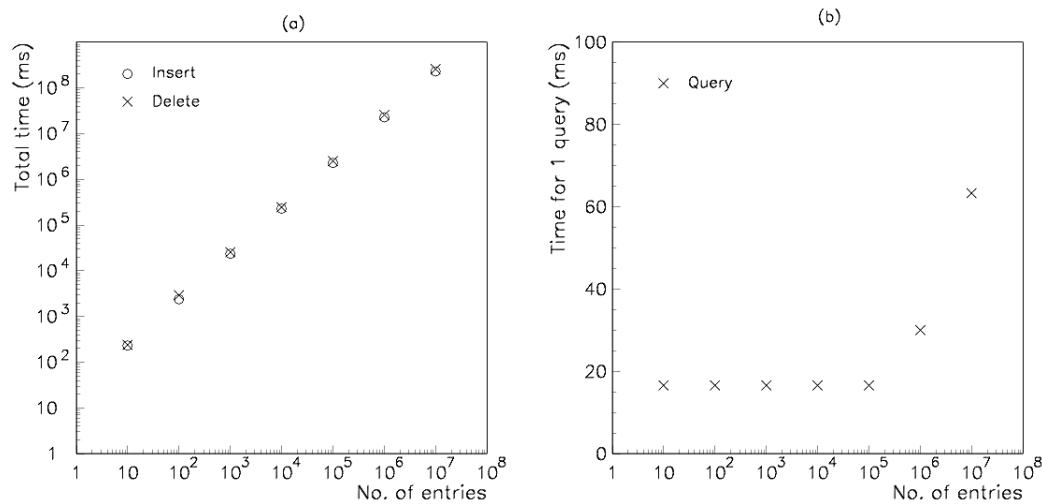 (a)
Total time (ms)
Insert
Delete
10^8
10^7
10^6
10^5
10^4
10^3
10^2
10
1
1 10 10^2 10^3 10^4 10^5 10^6 10^7 10^8
No. of entries
(b)
Time for 1 query (ms)
Query
100
80
60
40
20
0
1 10 10^2 10^3 10^4 10^5 10^6 10^7 10^8
No. of entries